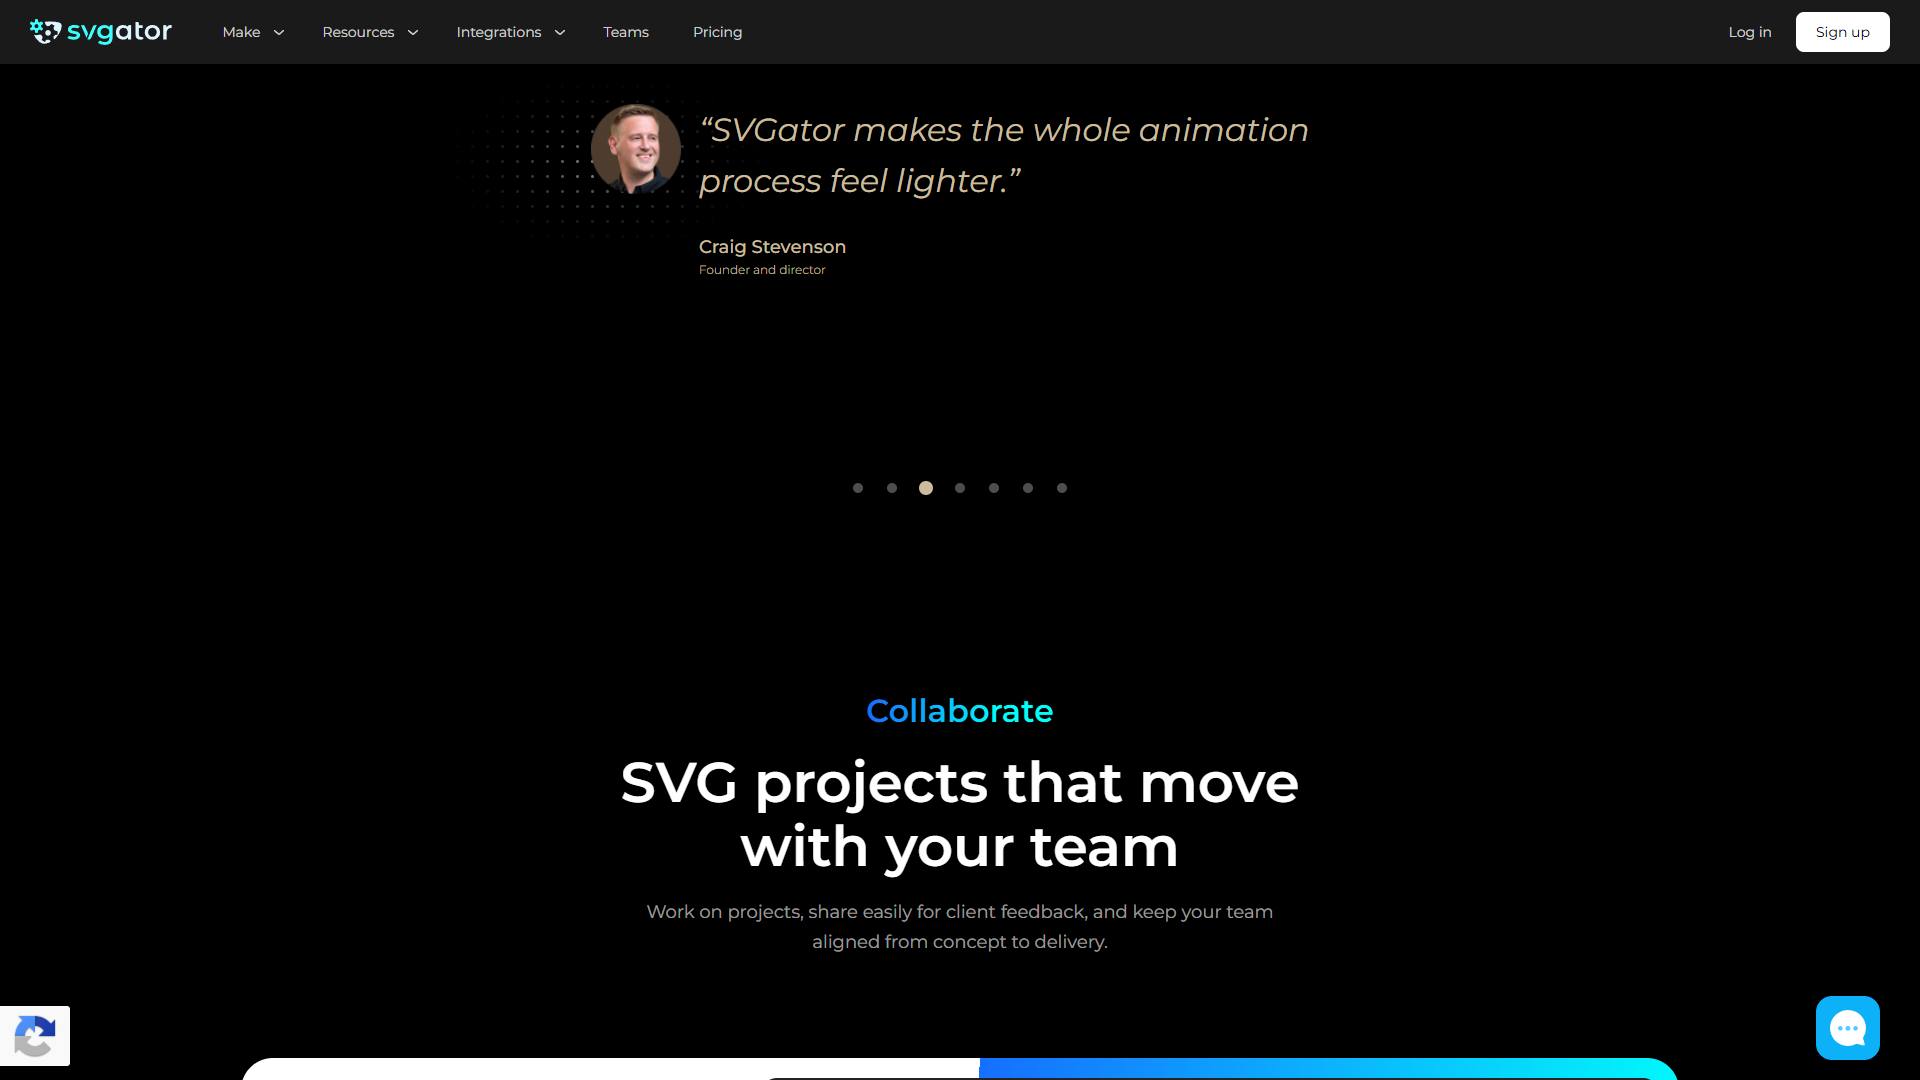 svgator
Make
Resources
Integrations
Teams
Pricing
Log in
Sign up
“SVGator makes the whole animation
process feel lighter.”
Craig Stevenson
Founder and director
Collaborate
SVG projects that move
with your team
Work on projects, share easily for client feedback, and keep your team
aligned from concept to delivery.